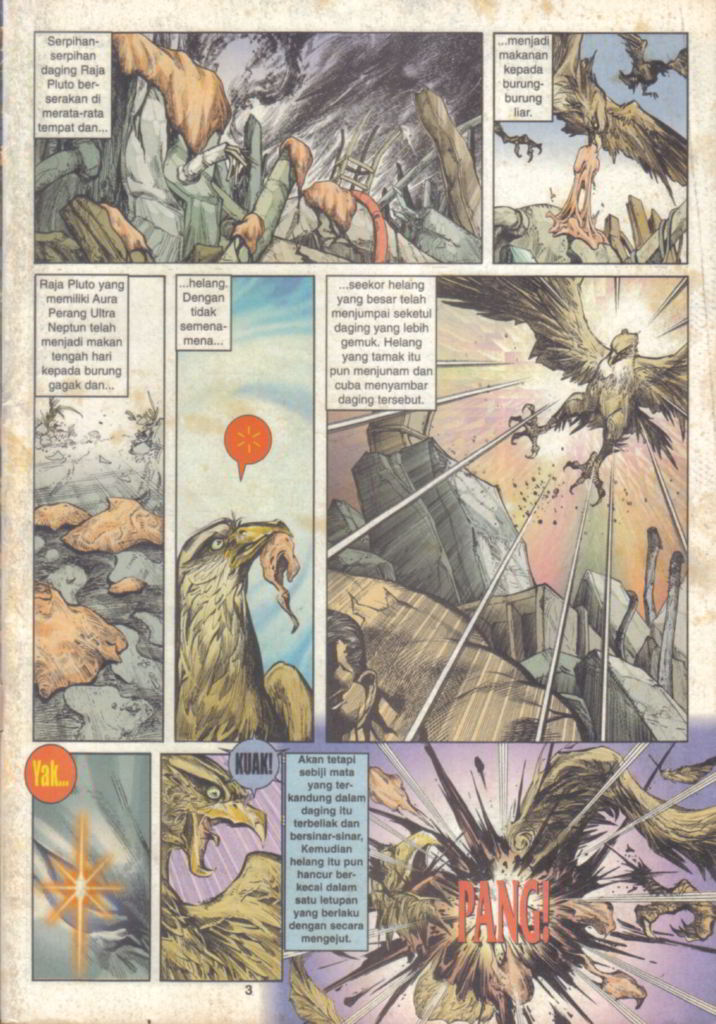 Serpihan-
serpihan
daging Raja
Pluto ber-
serakan di
merata-rata
tempat dan...
...menjadi
makanan
kepada
burung-
burung
liar.
Raja Pluto yang
memiliki Aura
Perang Ultra
Neptun telah
menjadi makan
tengah hari
kepada burung
gagak dan...
...helang.
Dengan
tidak
semena-
mena...
...seekor helang
yang besar telah
menjumpai seketul
daging yang lebih
gemuk. Helang
yang tamak itu
pun menjunam dan
cuba menyambar
daging tersebut.
Yak...
KUAK!
Akan tetapi
sebiji mata
yang ter-
kandung dalam
daging itu
terbeliak dan
bersinar-sinar,
Kemudian
helang itu pun
hancur ber-
kecai dalam
satu letupan
yang berlaku
dengan secara
mengejut.
PANG!
3